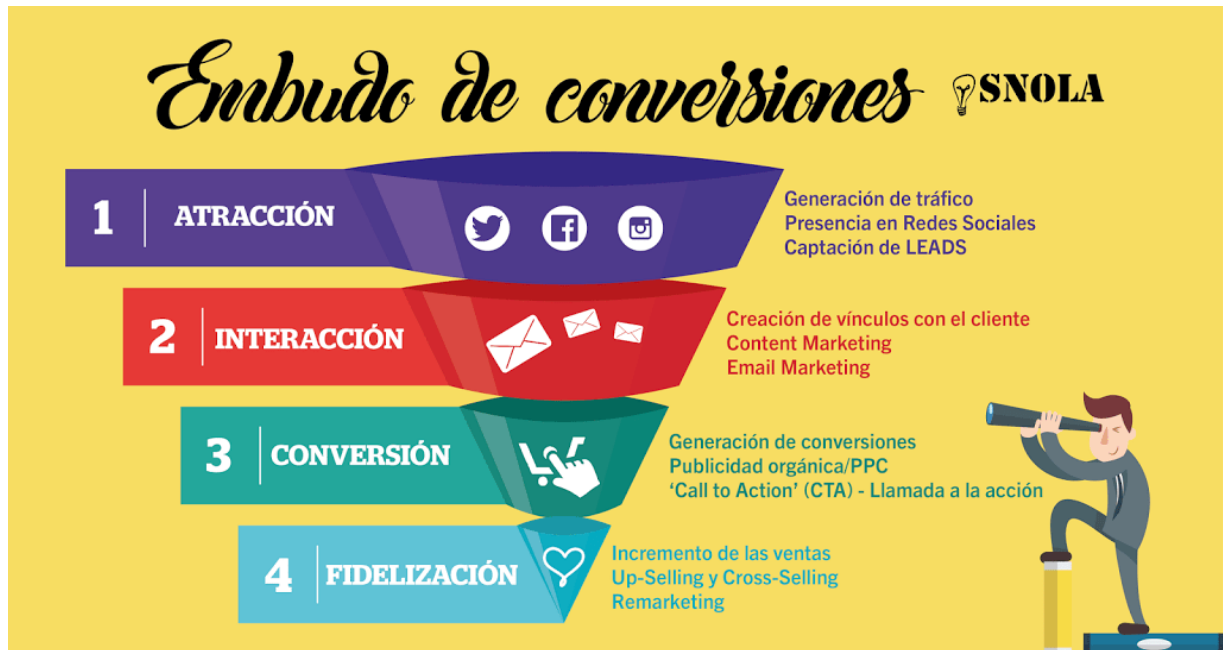 Embudo de conversiones SNOLA
1 ATRACCIÓN
Generación de tráfico
Presencia en Redes Sociales
Captación de LEADS
2 INTERACCIÓN
Creación de vínculos con el cliente
Content Marketing
Email Marketing
3 CONVERSIÓN
Generación de conversiones
Publicidad orgánica/PPC
‘Call to Action’ (CTA) - Llamada a la acción
4 FIDELIZACIÓN
Incremento de las ventas
Up-Selling y Cross-Selling
Remarketing